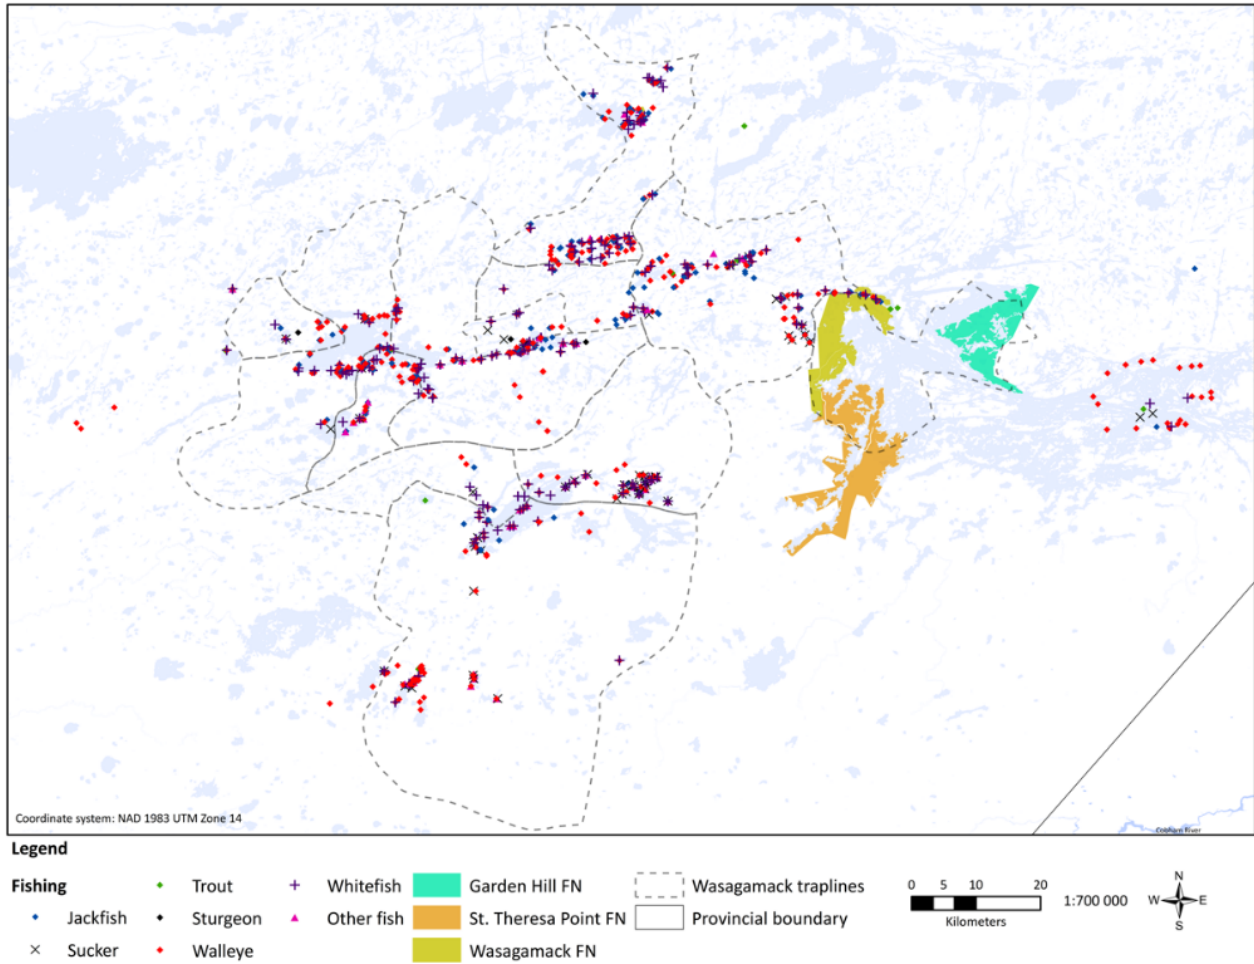 Coordinate system: NAD 1983 UTM Zone 14
Cobham River
Legend
Fishing
Jackfish
Sucker
Trout
Sturgeon
Walleye
Whitefish
Other fish
Garden Hill FN
St. Theresa Point FN
Wasagamack FN
Wasagamack traplines
Provincial boundary
0 5 10 20
Kilometers
1:700 000
N
W E
S